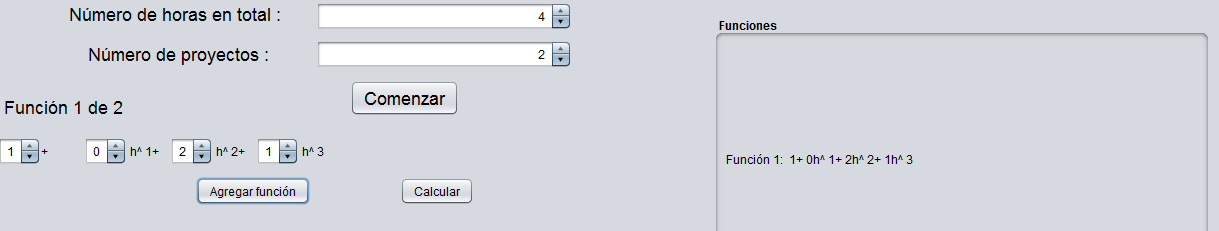 Número de horas en total : 4
Número de proyectos : 2
Comenzar
Función 1 de 2
1 + 0 h^ 1+ 2 h^ 2+ 1 h^ 3
Agregar función Calcular
Funciones
Función 1: 1+ 0h^ 1+ 2h^ 2+ 1h^ 3